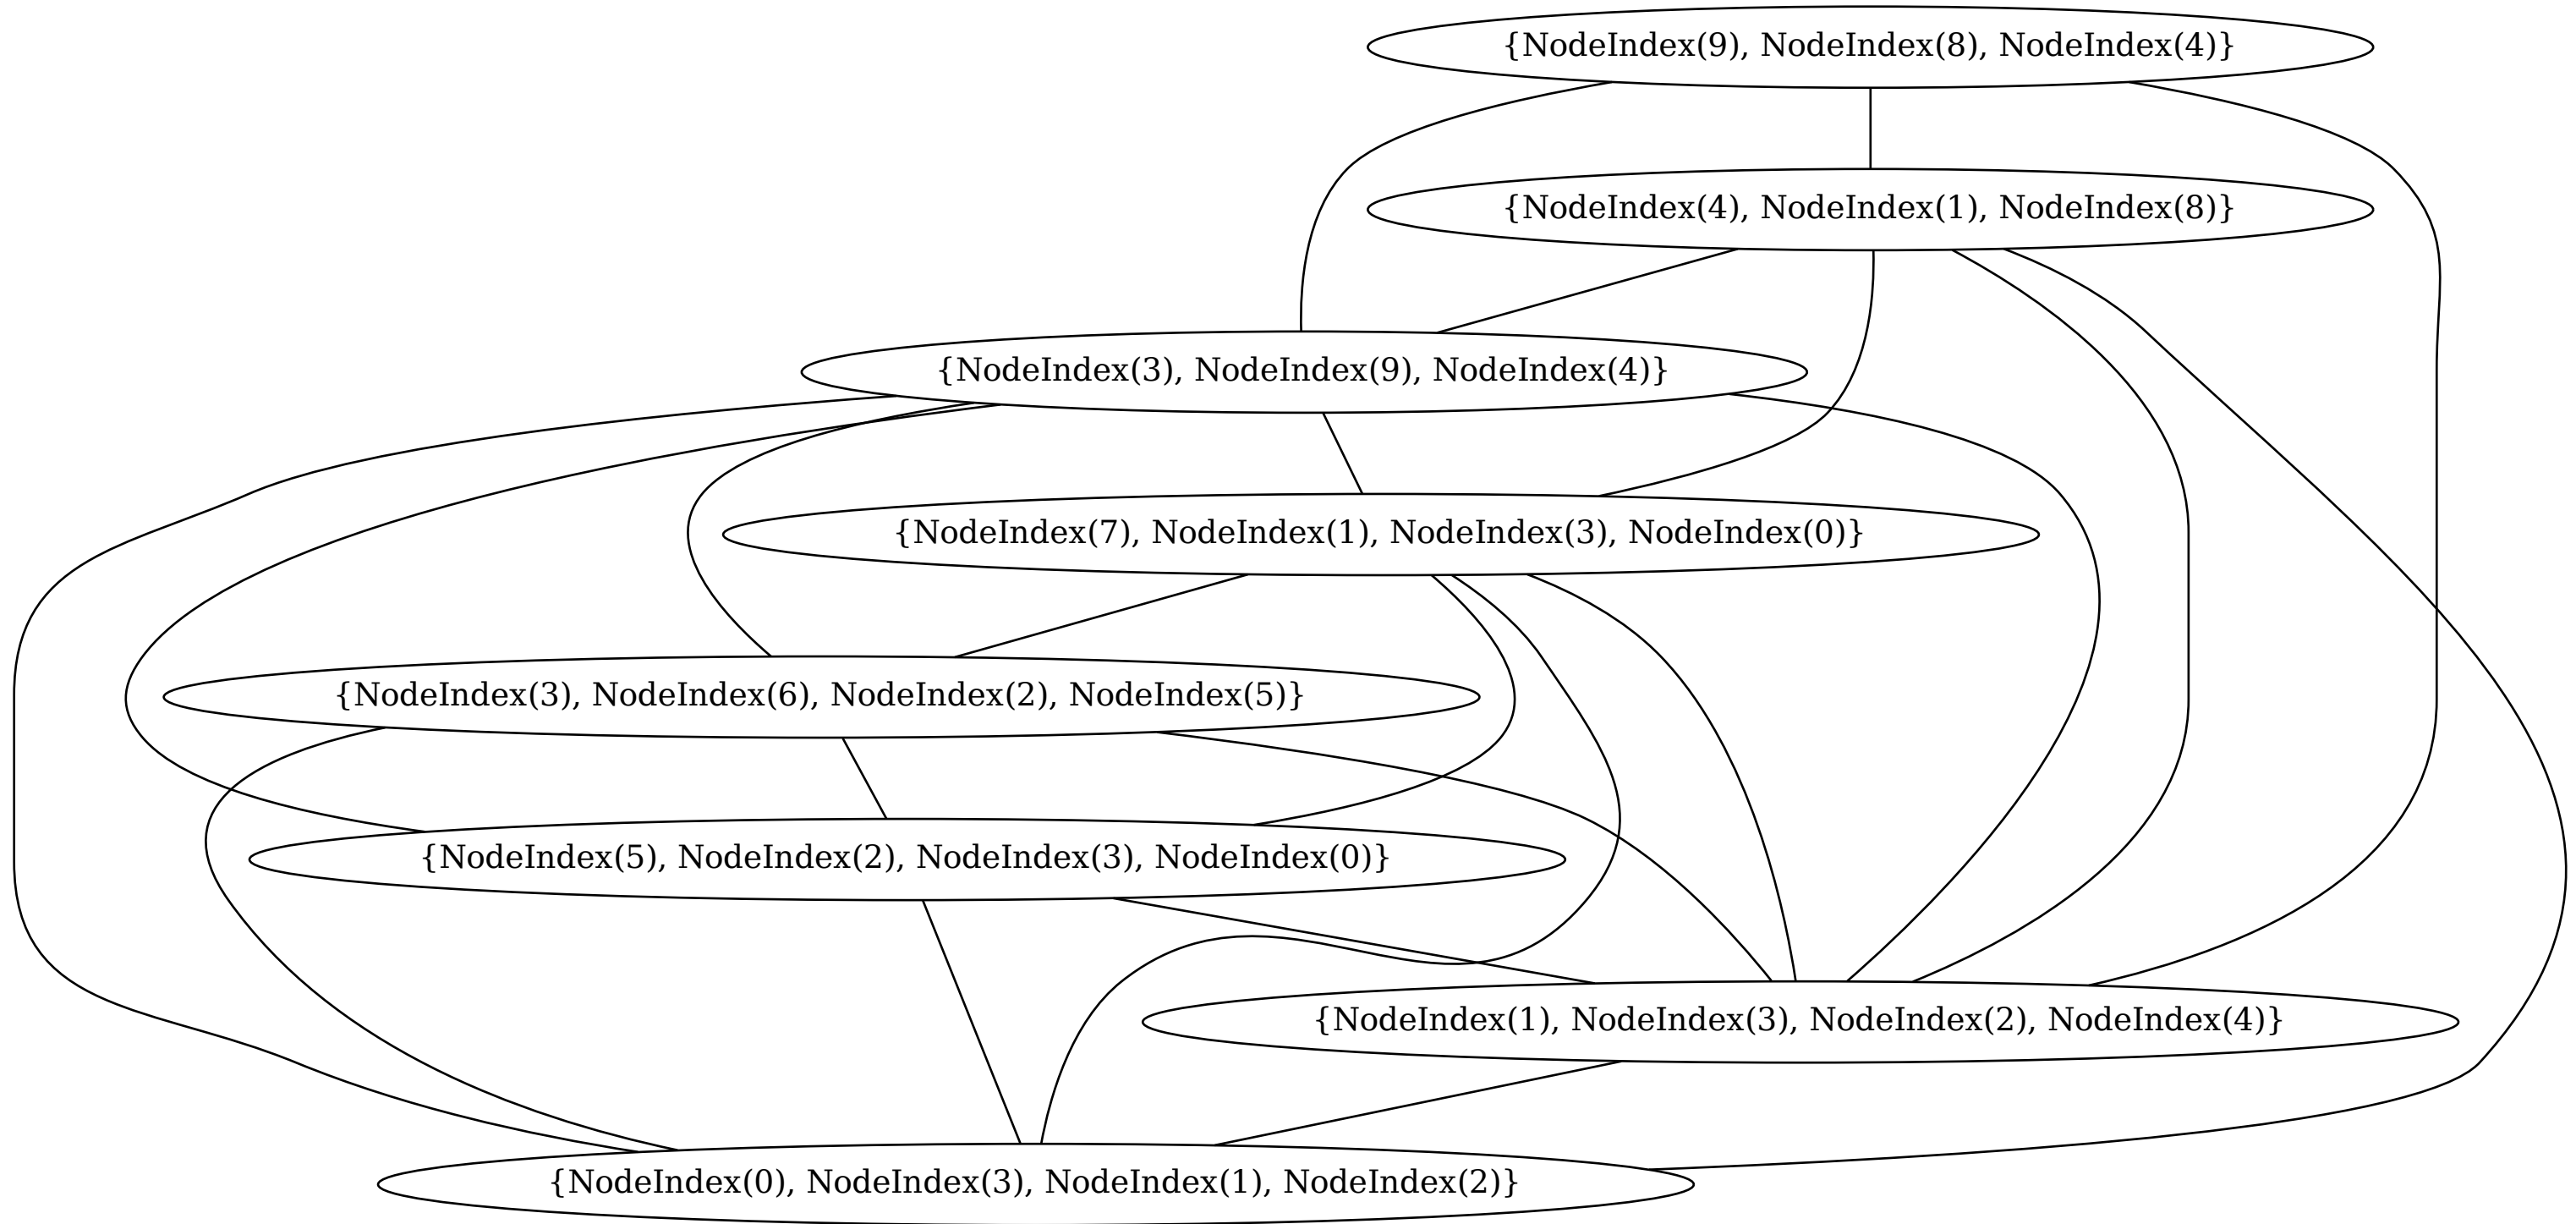 {NodeIndex(9), NodeIndex(8), NodeIndex(4)}
{NodeIndex(4), NodeIndex(1), NodeIndex(8)}
{NodeIndex(3), NodeIndex(9), NodeIndex(4)}
{NodeIndex(7), NodeIndex(1), NodeIndex(3), NodeIndex(0)}
{NodeIndex(3), NodeIndex(6), NodeIndex(2), NodeIndex(5)}
{NodeIndex(5), NodeIndex(2), NodeIndex(3), NodeIndex(0)}
{NodeIndex(1), NodeIndex(3), NodeIndex(2), NodeIndex(4)}
{NodeIndex(0), NodeIndex(3), NodeIndex(1), NodeIndex(2)}